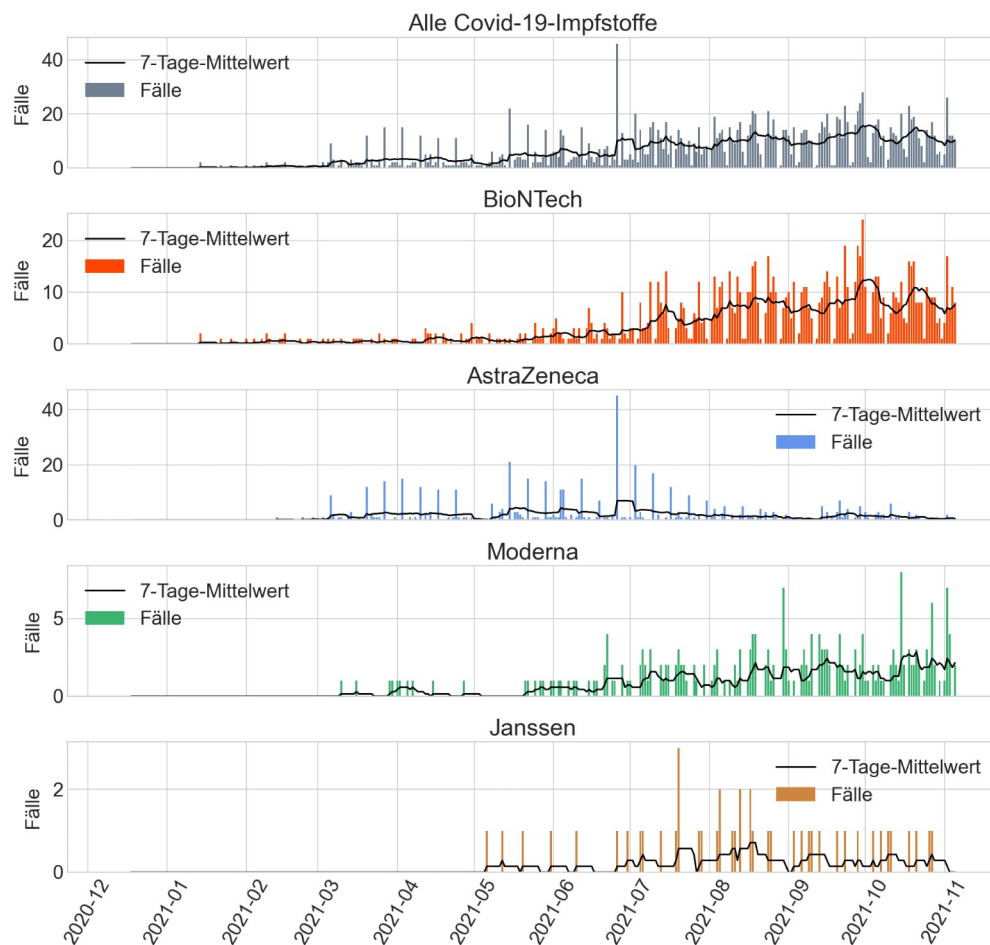 Alle Covid-19-Impfstoffe
Fälle
40
20
0
7-Tage-Mittelwert
Fälle
BioNTech
Fälle
20
10
0
7-Tage-Mittelwert
Fälle
AstraZeneca
Fälle
40
20
0
7-Tage-Mittelwert
Fälle
Moderna
Fälle
5
0
7-Tage-Mittelwert
Fälle
Janssen
Fälle
2
0
7-Tage-Mittelwert
Fälle
2020-12
2021-01
2021-02
2021-03
2021-04
2021-05
2021-06
2021-07
2021-08
2021-09
2021-10
2021-11